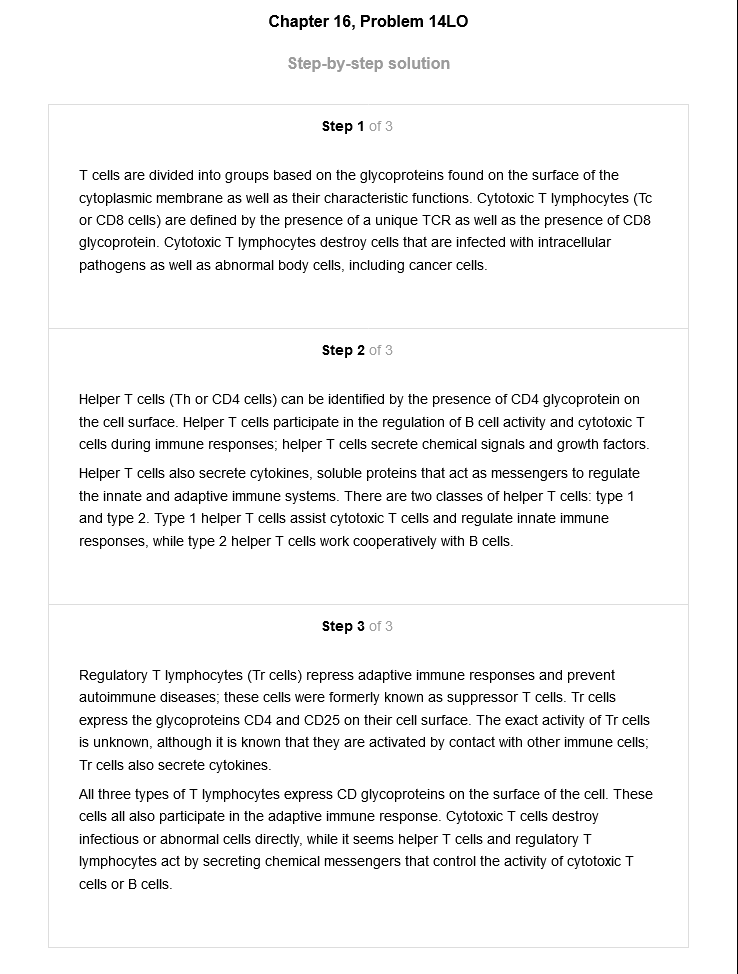 Chapter 16, Problem 14LO
Step-by-step solution
Step 1 of 3
T cells are divided into groups based on the glycoproteins found on the surface of the
cytoplasmic membrane as well as their characteristic functions. Cytotoxic T lymphocytes (Tc
or CD8 cells) are defined by the presence of a unique TCR as well as the presence of CD8
glycoprotein. Cytotoxic T lymphocytes destroy cells that are infected with intracellular
pathogens as well as abnormal body cells, including cancer cells.
Step 2 of 3
Helper T cells (Th or CD4 cells) can be identified by the presence of CD4 glycoprotein on
the cell surface. Helper T cells participate in the regulation of B cell activity and cytotoxic T
cells during immune responses; helper T cells secrete chemical signals and growth factors.
Helper T cells also secrete cytokines, soluble proteins that act as messengers to regulate
the innate and adaptive immune systems. There are two classes of helper T cells: type 1
and type 2. Type 1 helper T cells assist cytotoxic T cells and regulate innate immune
responses, while type 2 helper T cells work cooperatively with B cells.
Step 3 of 3
Regulatory T lymphocytes (Tr cells) repress adaptive immune responses and prevent
autoimmune diseases; these cells were formerly known as suppressor T cells. Tr cells
express the glycoproteins CD4 and CD25 on their cell surface. The exact activity of Tr cells
is unknown, although it is known that they are activated by contact with other immune cells;
Tr cells also secrete cytokines.
All three types of T lymphocytes express CD glycoproteins on the surface of the cell. These
cells all also participate in the adaptive immune response. Cytotoxic T cells destroy
infectious or abnormal cells directly, while it seems helper T cells and regulatory T
lymphocytes act by secreting chemical messengers that control the activity of cytotoxic T
cells or B cells.